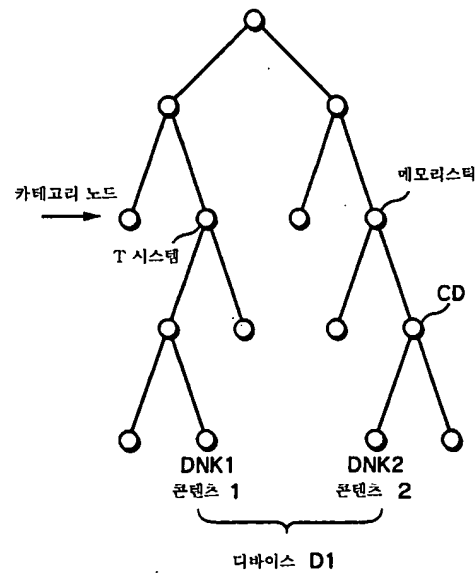 메모리스틱
카테고리 노드
T 시스템
CD
DNK1
콘텐츠 1
DNK2
콘텐츠 2
디바이스 D1